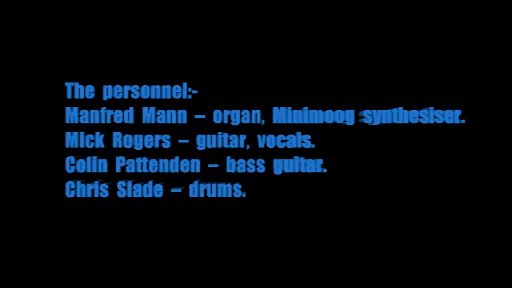 The personnel:-
Manfred Mann – organ, Minimoog synthesiser.
Mick Rogers – guitar, vocals.
Colin Pattenden – bass guitar.
Chris Slade – drums.